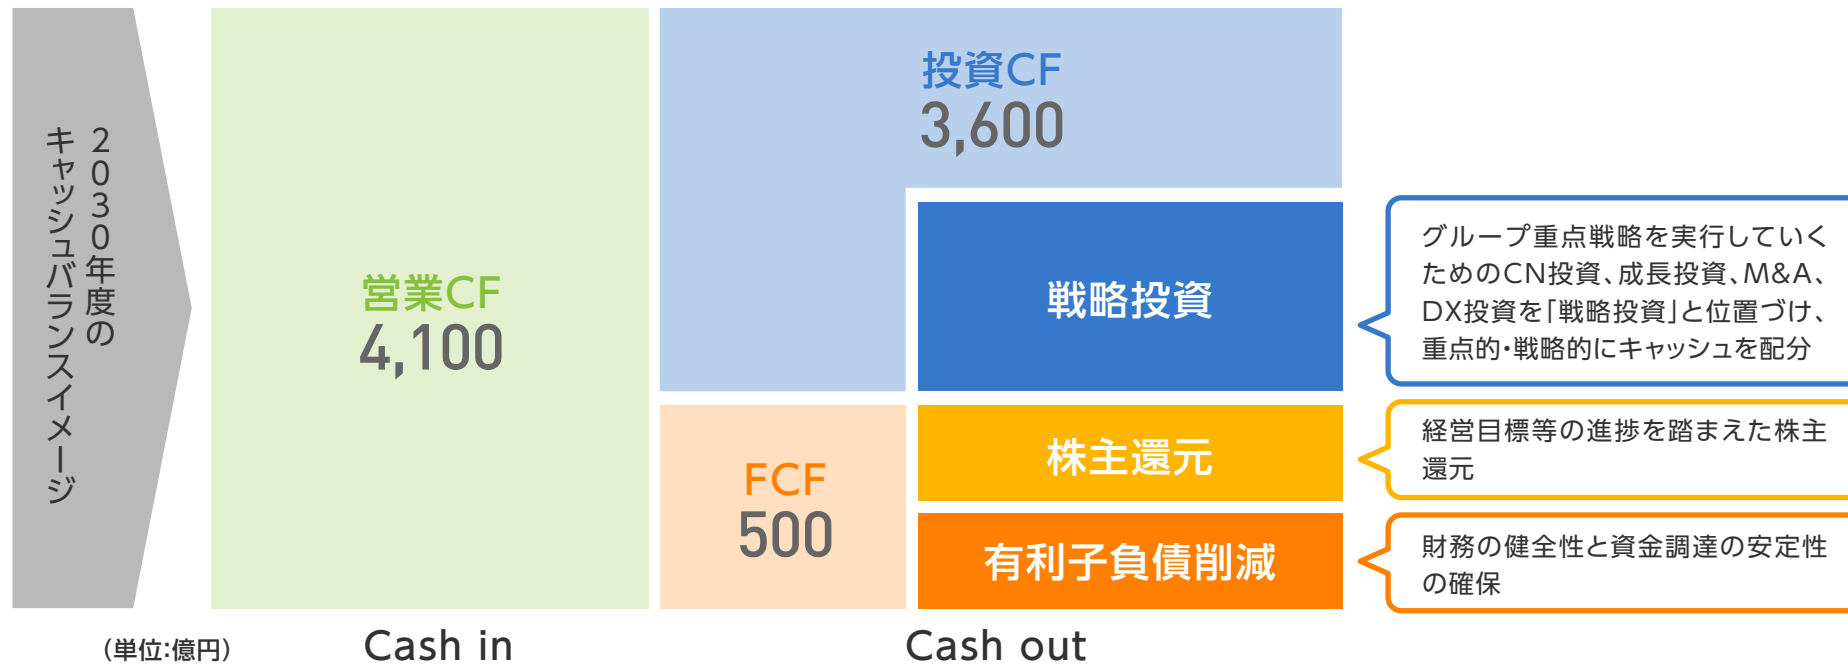 2030年度の
キャッシュバランスイメージ
営業CF
4,100
投資CF
3,600
戦略投資
グループ重点戦略を実行していく
ためのCN投資、成長投資、M&A、
DX投資を「戦略投資」と位置づけ、
重点的・戦略的にキャッシュを配分
FCF
500
株主還元
経営目標等の進捗を踏まえた株主
還元
有利子負債削減
財務の健全性と資金調達の安定性
の確保
（単位:億円）
Cash in
Cash out